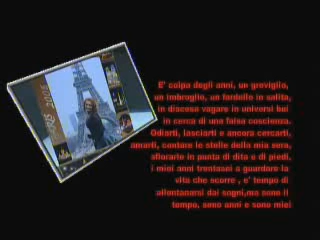 E' colpa degli anni, un groviglio,
un imbroglio, un fardello in salita,
in discesa vagare in universi bui
in cerca di una falsa coscienza.
Odiarti, lasciarti e ancora cercarti,
amarti, contare le stelle della mia sera,
sfiorarle in punta di dita e di piedi,
i miei anni trentasei a guardare la
vita che scorre , e' tempo di
allontanarsi dai sogni,ma sono il
tempo, sono anni e sono miei
2005